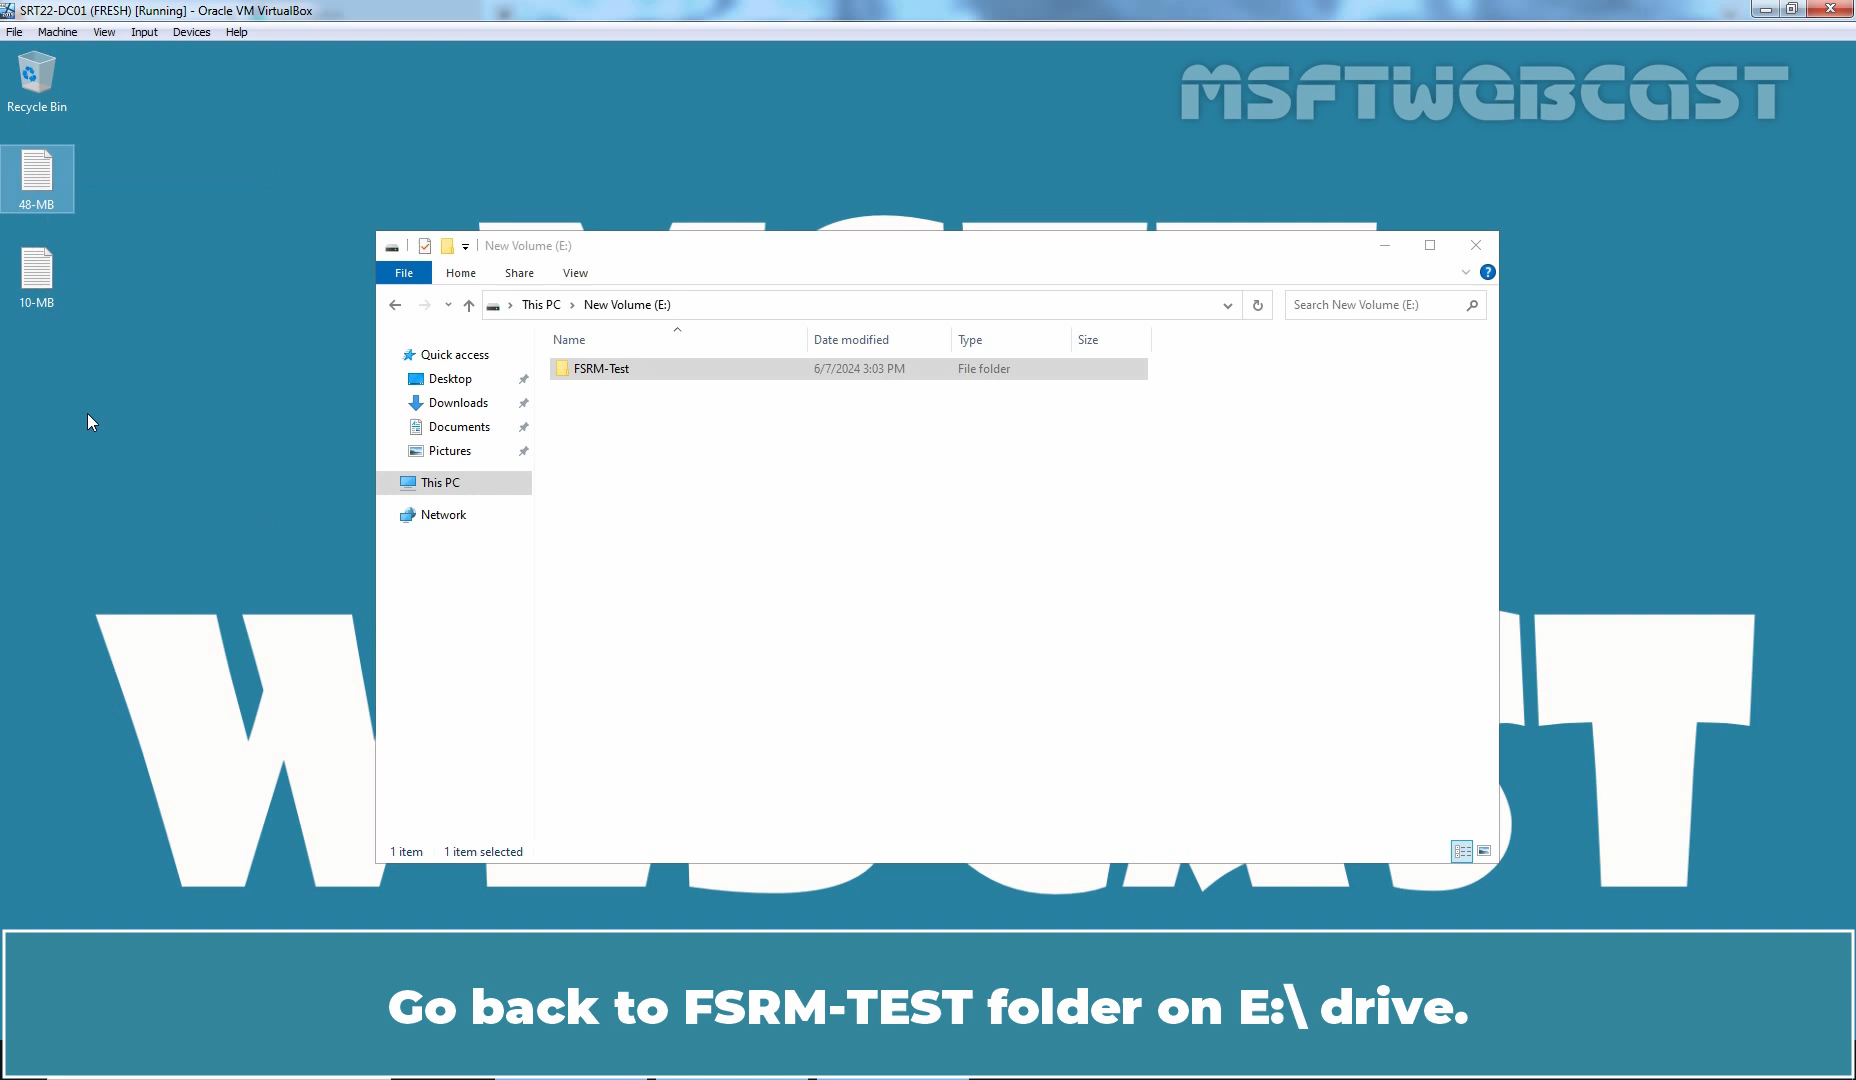 SRT22-DC01 (FRESH) [Running] - Oracle VM VirtualBox
File Machine View Input Devices Help
Recycle Bin
MSFTWEBCAST
48-MB
10-MB
New Volume (E:)
File Home Share View
This PC > New Volume (E:)
Search New Volume (E:)
Name Date modified Type Size
FSRM-Test 6/7/2024 3:03 PM File folder
Quick access
Desktop
Downloads
Documents
Pictures
This PC
Network
1 item 1 item selected
Go back to FSRM-TEST folder on E:\ drive.